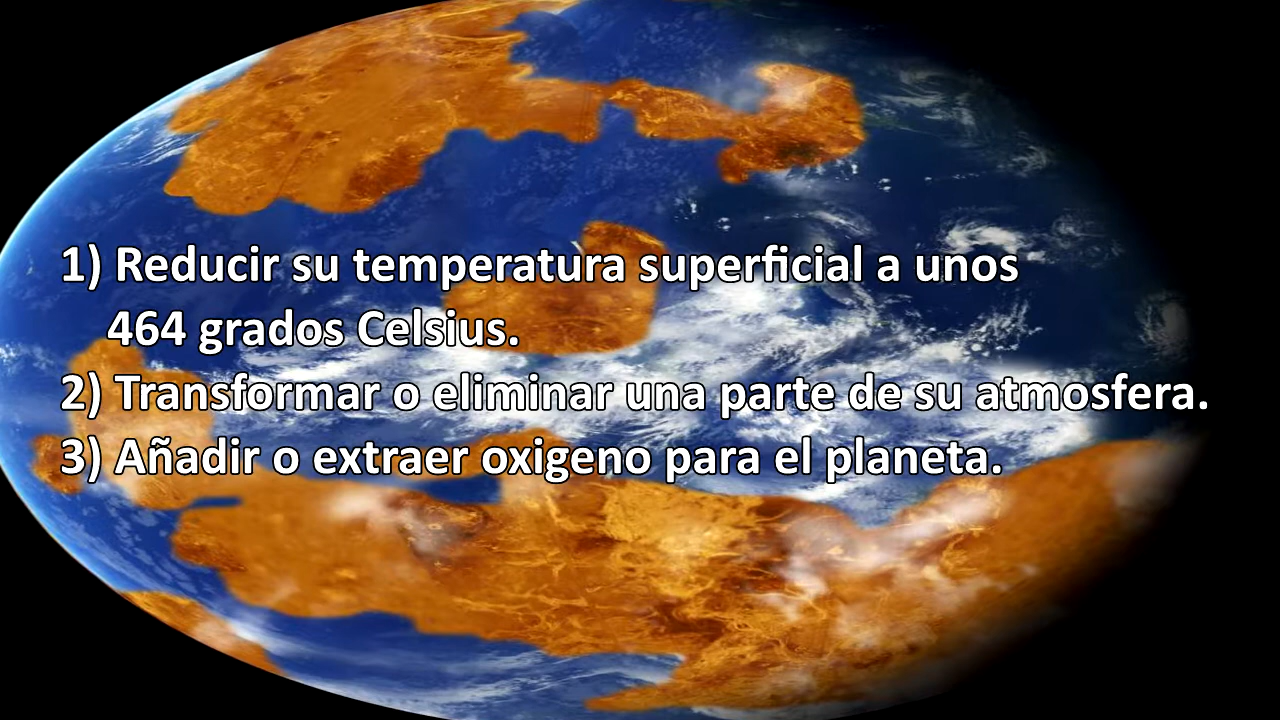 1) Reducir su temperatura superficial a unos
464 grados Celsius.
2) Transformar o eliminar una parte de su atmosfera.
3) Añadir o extraer oxigeno para el planeta.